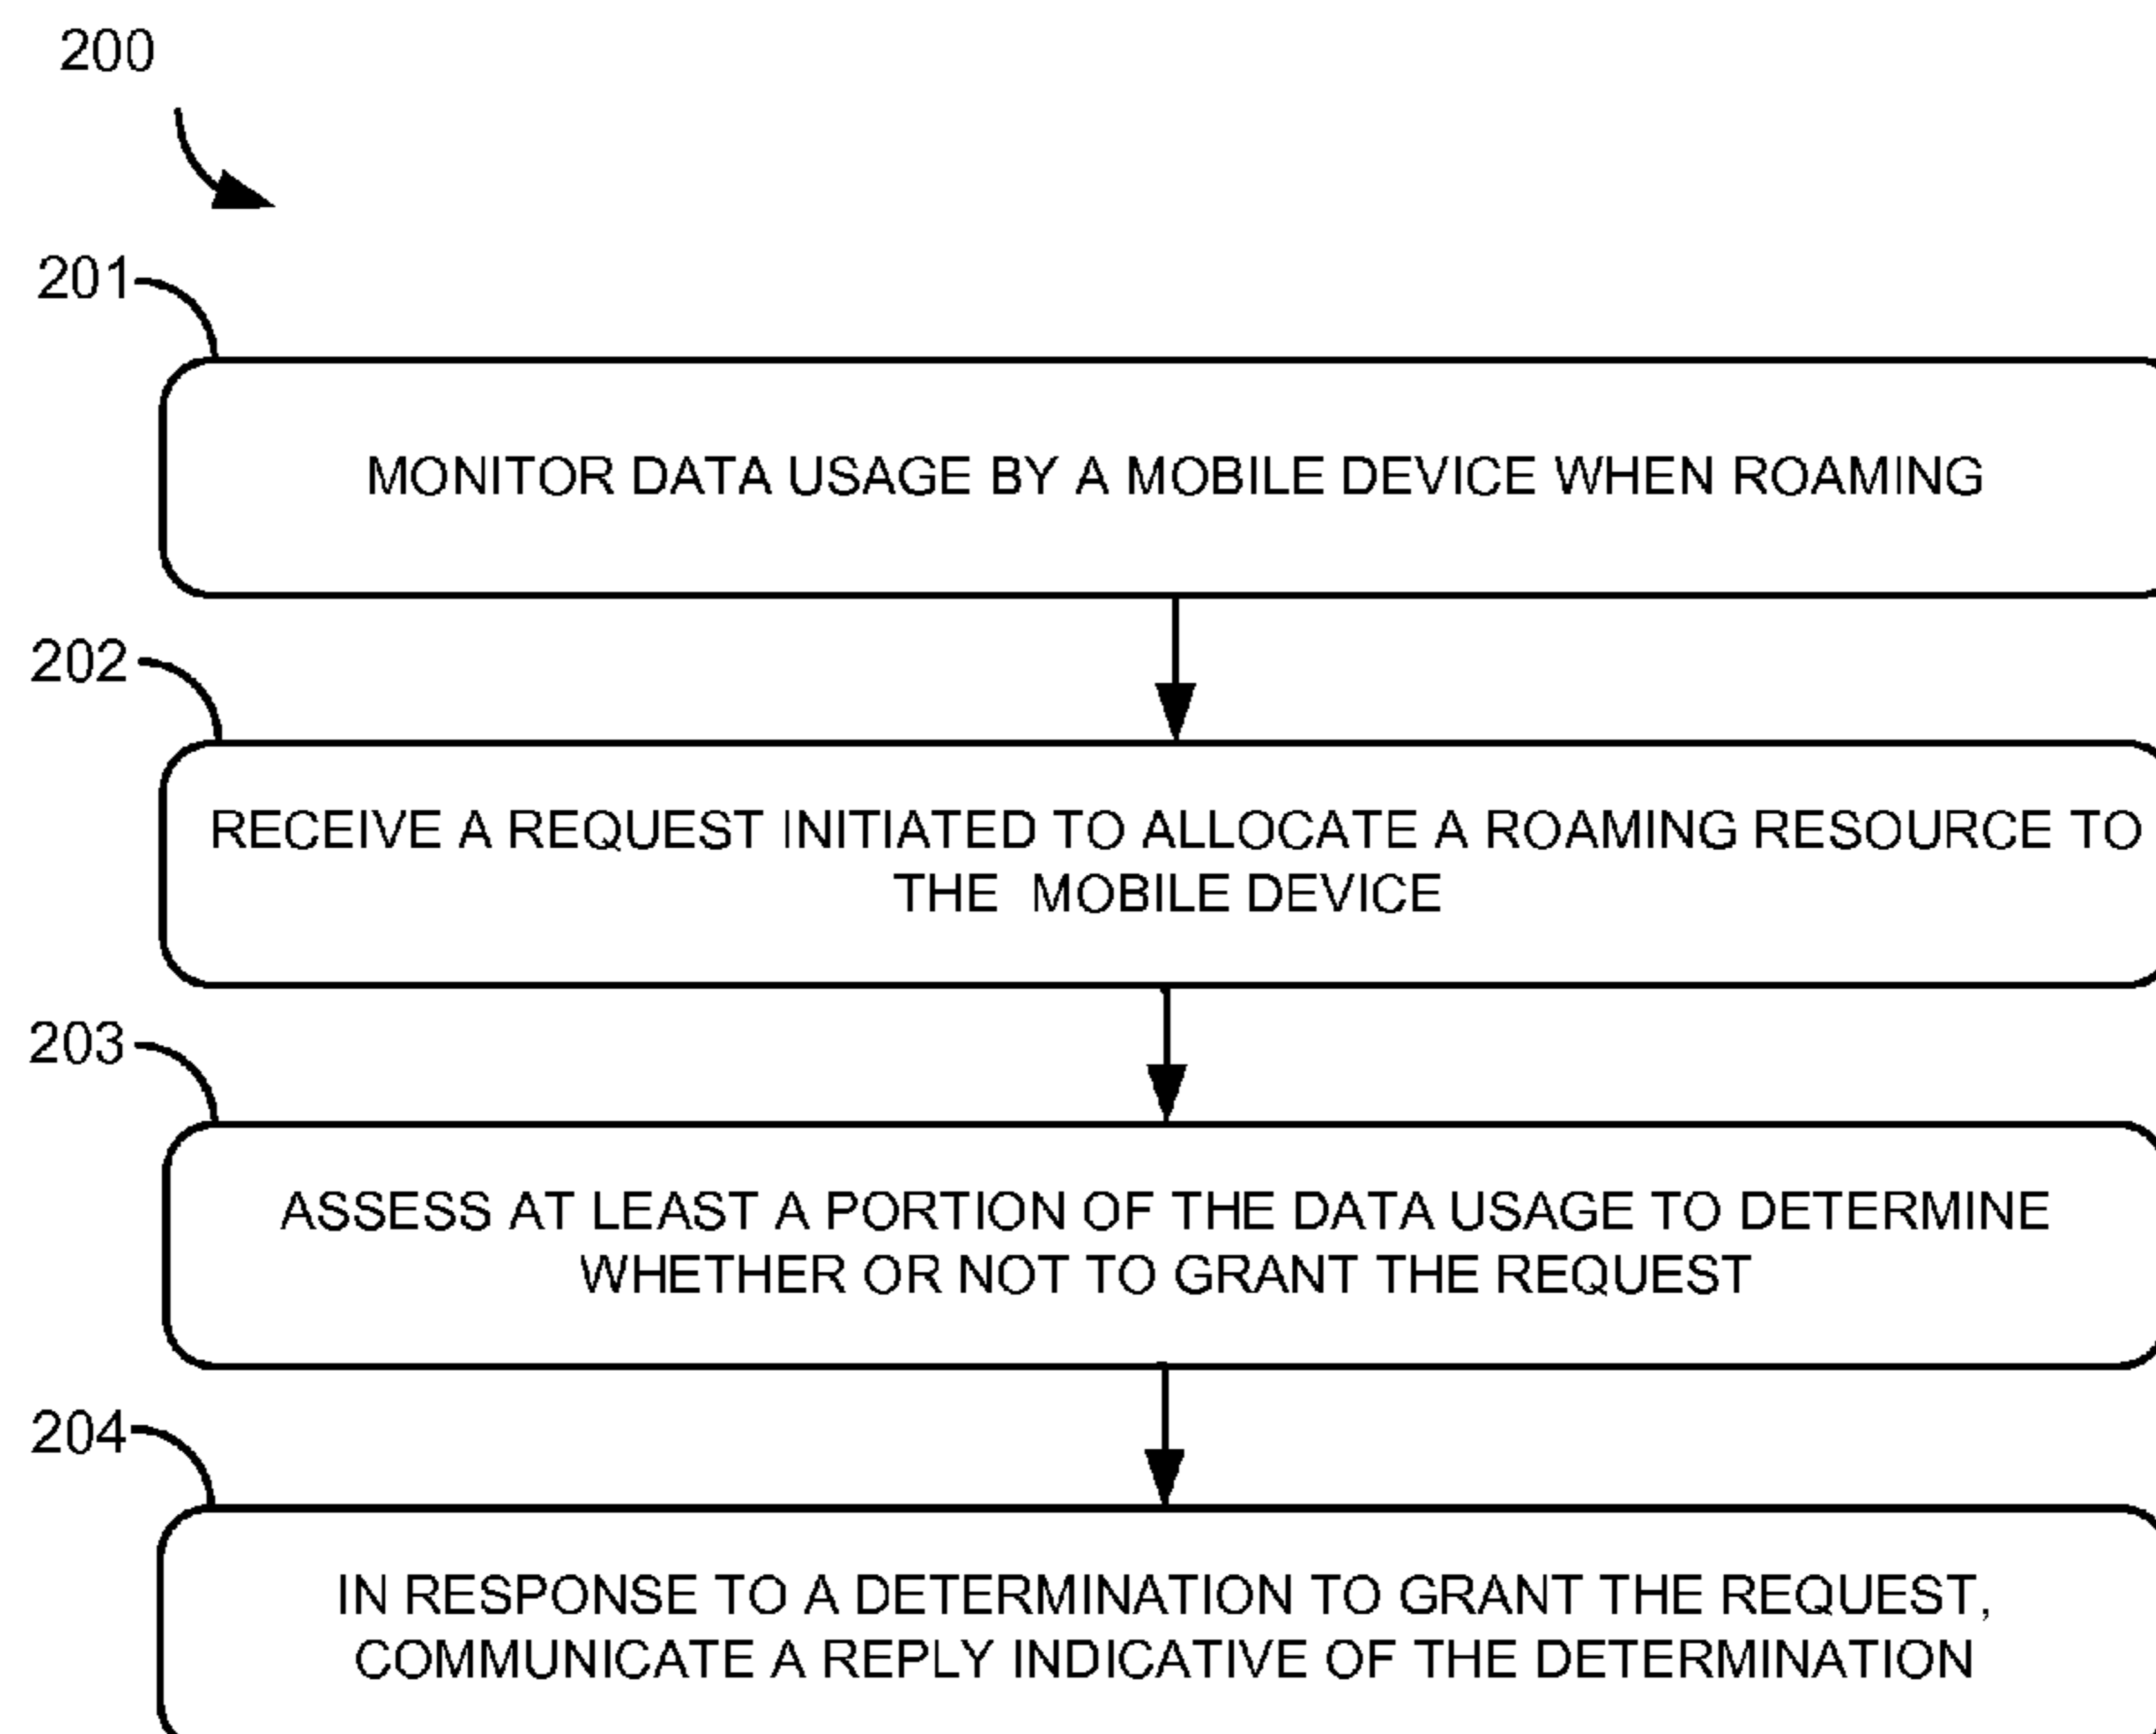 200
201
MONITOR DATA USAGE BY A MOBILE DEVICE WHEN ROAMING
202
RECEIVE A REQUEST INITIATED TO ALLOCATE A ROAMING RESOURCE TO
THE MOBILE DEVICE
203
ASSESS AT LEAST A PORTION OF THE DATA USAGE TO DETERMINE
WHETHER OR NOT TO GRANT THE REQUEST
204
IN RESPONSE TO A DETERMINATION TO GRANT THE REQUEST,
COMMUNICATE A REPLY INDICATIVE OF THE DETERMINATION